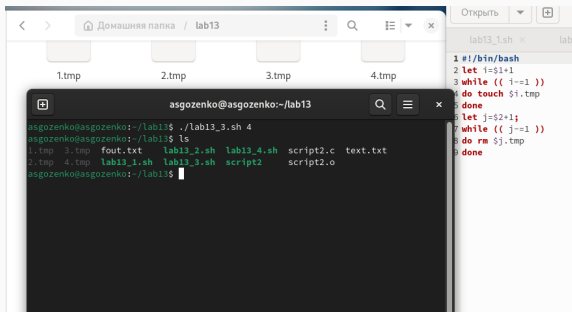 Домашняя папка / lab13
1.tmp 2.tmp 3.tmp 4.tmp
asgozenko@asgozenko:~/lab13
asgozenko@asgozenko:~/lab13$ ./lab13_3.sh 4
asgozenko@asgozenko:~/lab13$ ls
1.tmp 3.tmp fout.txt lab13_2.sh lab13_4.sh script2.c text.txt
2.tmp 4.tmp lab13_1.sh lab13_3.sh script2 script2.o
asgozenko@asgozenko:~/lab13$
Открыть
lab13_1.sh lab
1 #!/bin/bash
2 let i=$1+1
3 while (( i-=1 ))
4 do touch $i.tmp
5 done
6 let j=$2+1;
7 while (( j-=1 ))
8 do rm $j.tmp
9 done